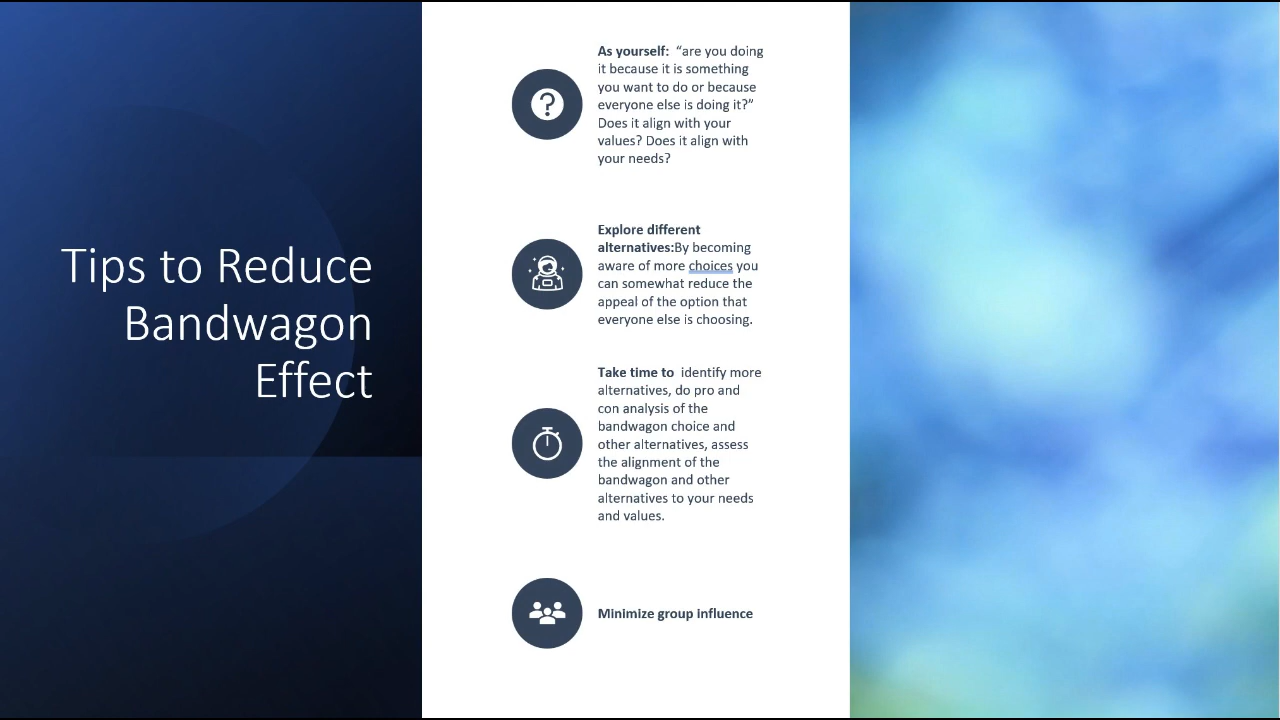 Tips to Reduce
Bandwagon
Effect
As yourself:  “are you doing
it because it is something
you want to do or because
everyone else is doing it?”
Does it align with your
values? Does it align with
your needs?
Explore different
alternatives:By becoming
aware of more choices you
can somewhat reduce the
appeal of the option that
everyone else is choosing.
Take time to  identify more
alternatives, do pro and
con analysis of the
bandwagon choice and
other alternatives, assess
the alignment of the
bandwagon and other
alternatives to your needs
and values.
Minimize group influence